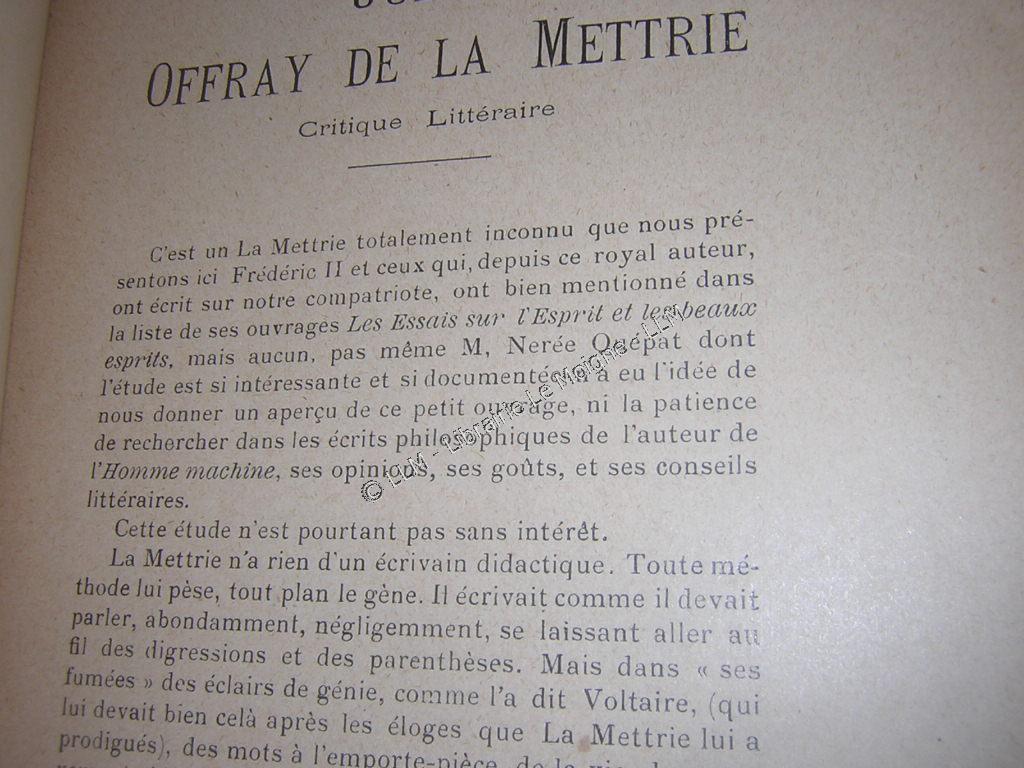 OFFRAY DE LA METTRIE
Critique Littéraire
C'est un La Mettrie totalement inconnu que nous pré-
sentons ici Frédéric II et ceux qui, depuis ce royal auteur,
ont écrit sur notre compatriote, ont bien mentionné dans
la liste de ses ouvrages Les Essais sur l'Esprit et les beaux
esprits, mais aucun, pas même M, Nerée Quépat dont
l'étude est si intéressante et si documentée n'a eu l'idée de
nous donner un aperçu de ce petit ouvrage, ni la patience
de rechercher dans les écrits philosophiques de l'auteur de
l'Homme machine, ses opinions, ses goûts, et ses conseils
littéraires.
Cette étude n'est pourtant pas sans intérêt.
La Mettrie n'a rien d'un écrivain didactique. Toute mé-
thode lui pèse, tout plan le gène. Il écrivait comme il devait
parler, abondamment, négligemment, se laissant aller au
fil des digressions et des parenthèses. Mais dans « ses
fumées » des éclairs de génie, comme l'a dit Voltaire, (qui
lui devait bien celà après les éloges que La Mettrie lui a
prodigués), des mots à l'emporte-pièce, de la
© LLM - Librairie Le Moigne - LLM